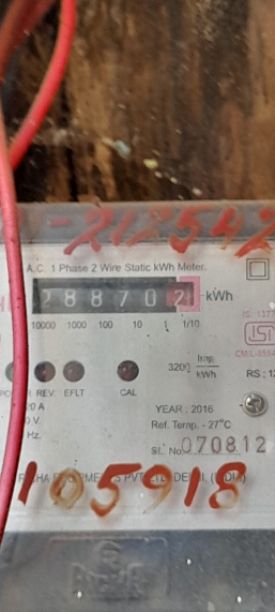 -212542
A.C. 1 Phase 2 Wire Static kWh Meter.
288702 kWh
10000 1000 100 10 1 1/10
REV. EFLT CAL
3200 imp/kWh
YEAR : 2016
Ref. Temp. -27°C
SL. No. 070812
Hz.
105918